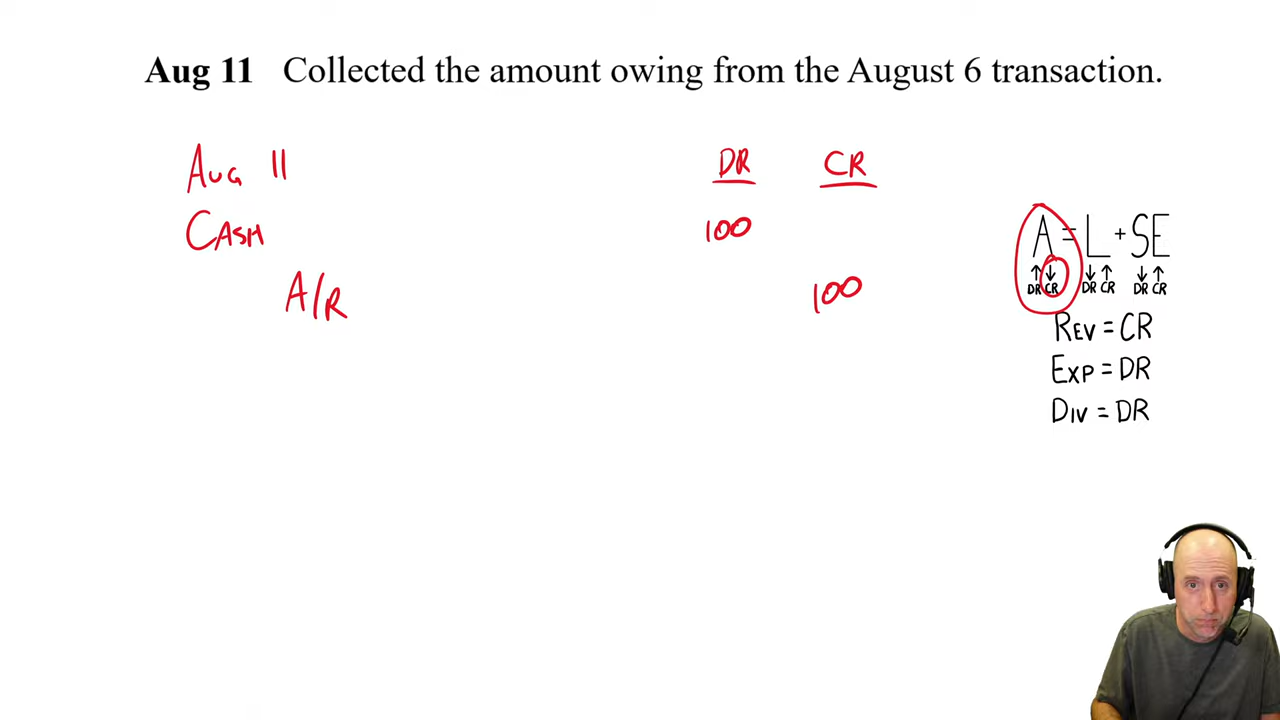 Aug 11 Collected the amount owing from the August 6 transaction.
Aug 11 DR CR
CASH 100
A/R 100
A = L + SE
↑ ↓ ↓ ↑ ↓ ↑
DR CR DR CR DR CR
REV = CR
EXP = DR
DIV = DR